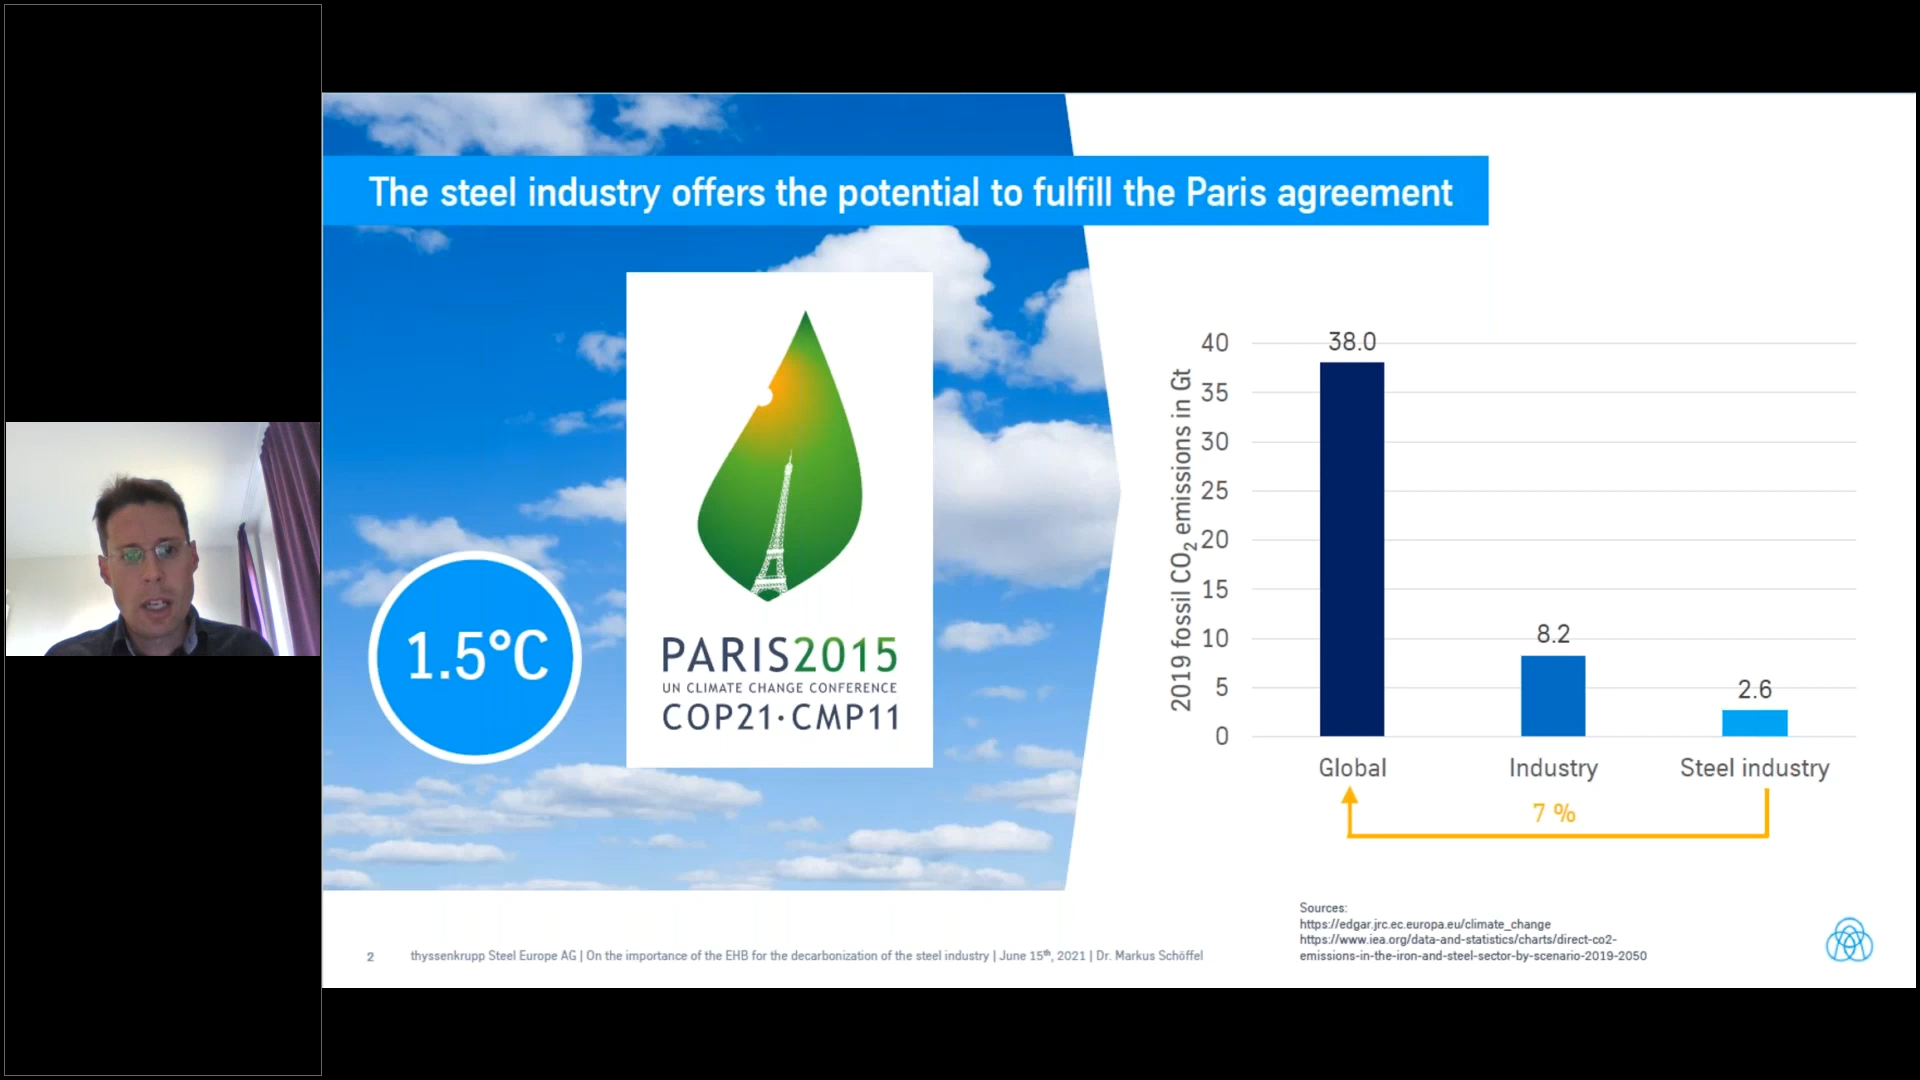 The steel industry offers the potential to fulfill the Paris agreement
1.5°C
PARIS2015
UN CLIMATE CHANGE CONFERENCE
COP21·CMP11
2019 fossil CO₂ emissions in Gt
40
35
30
25
20
15
10
5
0
38.0
8.2
2.6
Global
Industry
Steel industry
7 %
Sources:
https://edgar.jrc.ec.europa.eu/climate_change
https://www.iea.org/data-and-statistics/charts/direct-co2-
emissions-in-the-iron-and-steel-sector-by-scenario-2019-2050
2 thyssenkrupp Steel Europe AG | On the importance of the EHB for the decarbonization of the steel industry | June 15th, 2021 | Dr. Markus Schöffel